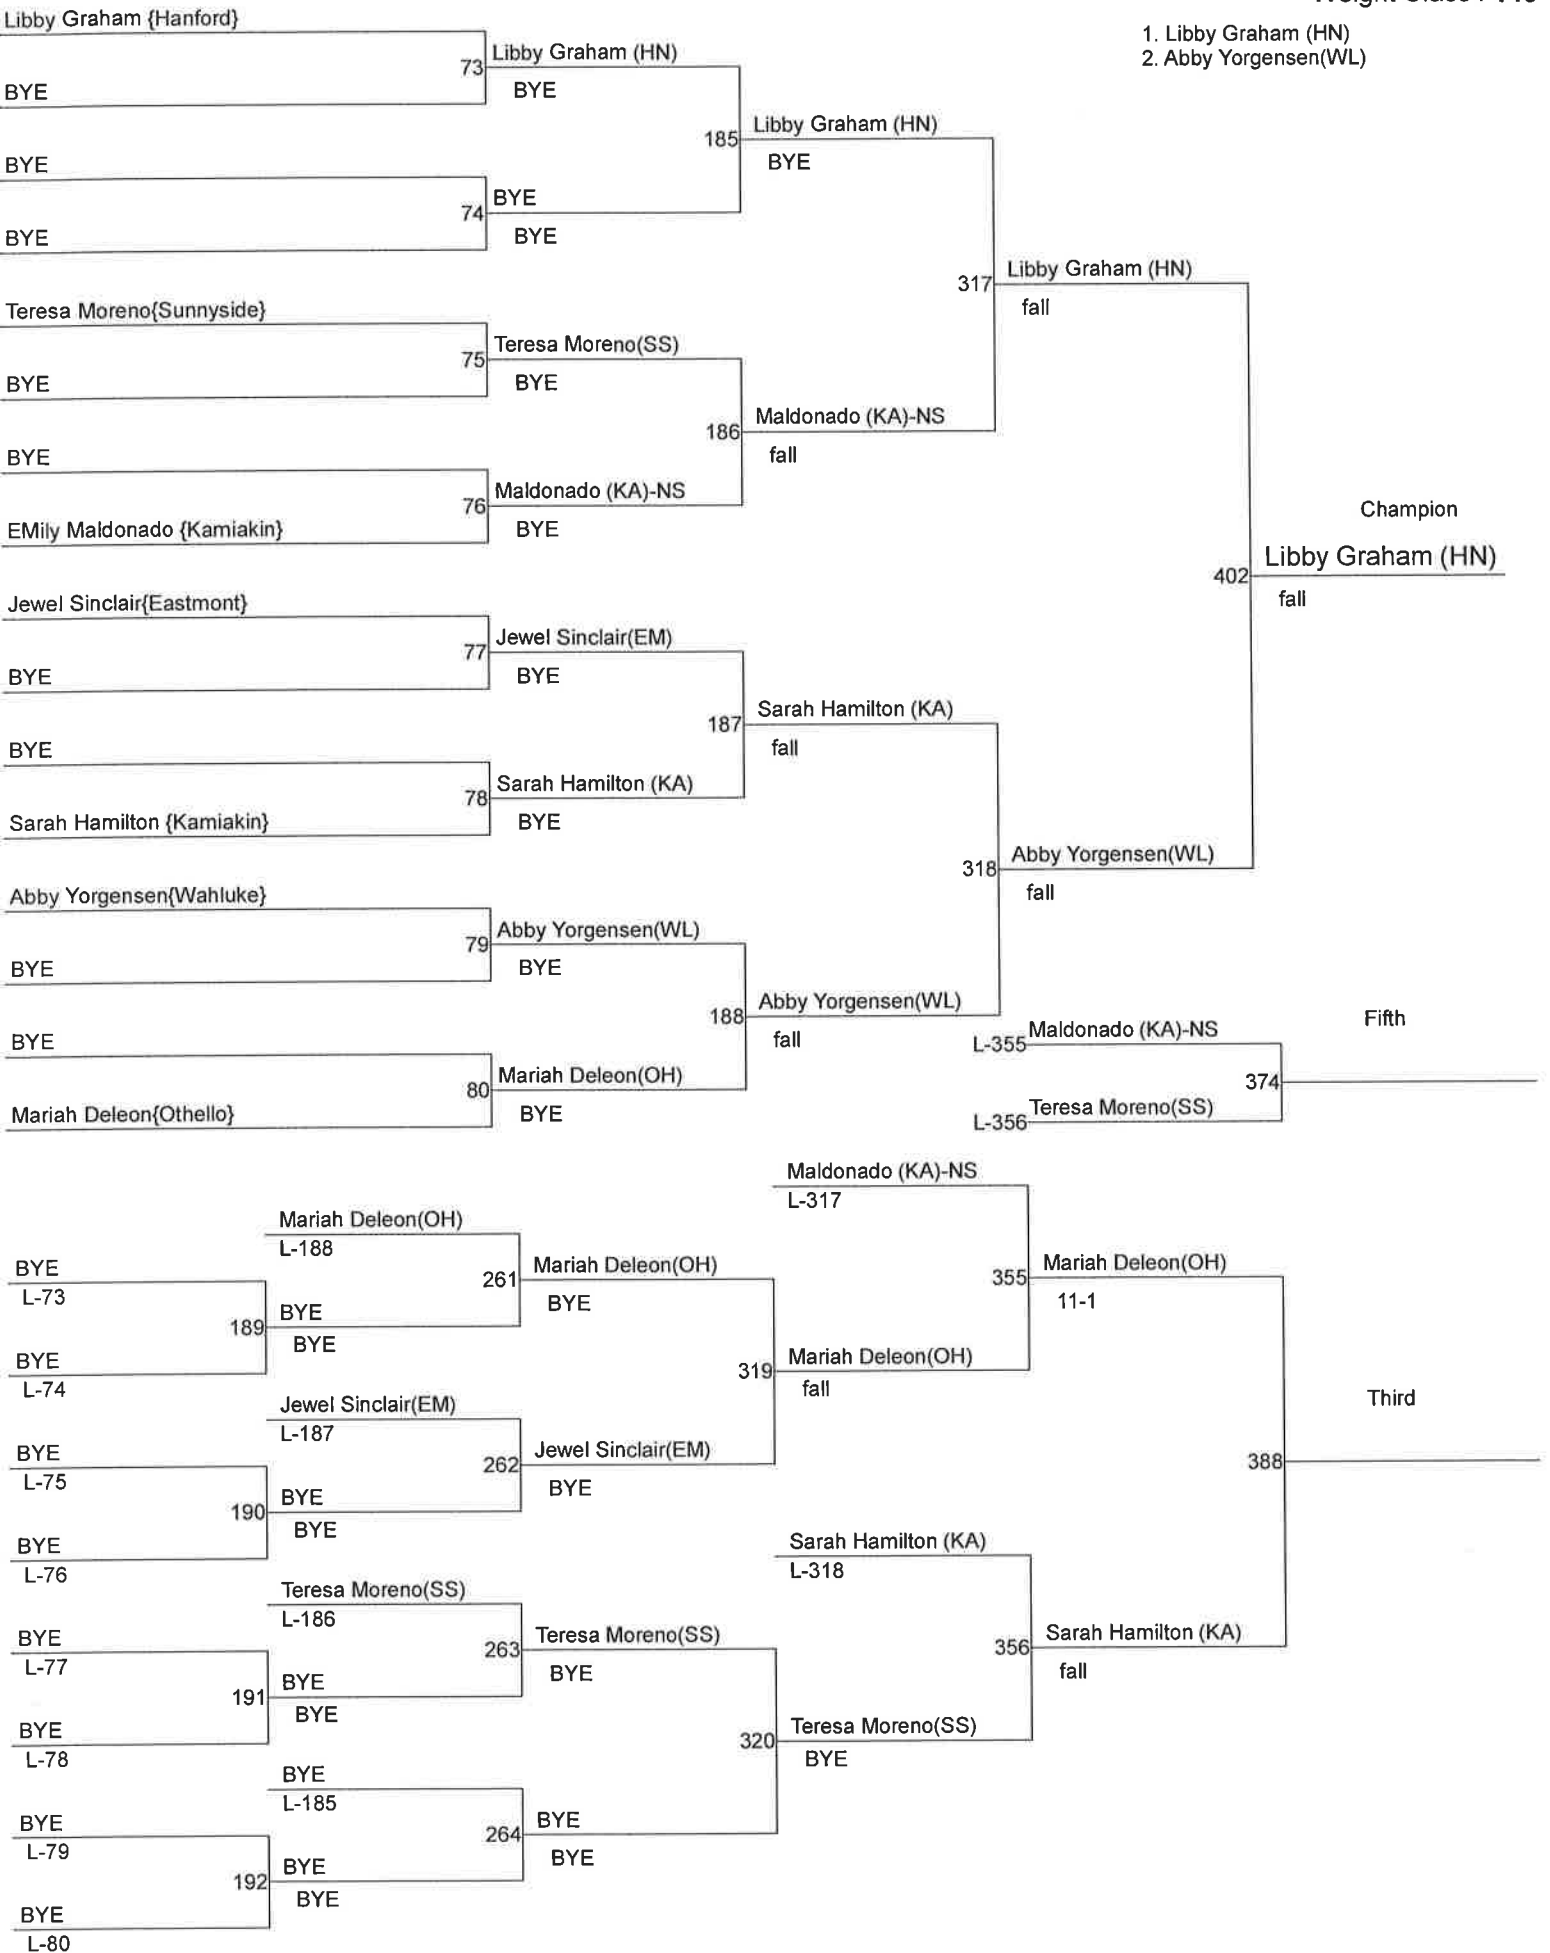 1. Libby Graham (HN)
2. Abby Yorgensen(WL)
Libby Graham {Hanford}
BYE
73
Libby Graham (HN)
BYE
BYE
BYE
74
BYE
BYE
185
Libby Graham (HN)
BYE
Teresa Moreno{Sunnyside}
BYE
75
Teresa Moreno(SS)
BYE
BYE
EMily Maldonado {Kamiakin}
76
Maldonado (KA)-NS
BYE
186
Maldonado (KA)-NS
fall
317
Libby Graham (HN)
fall
Jewel Sinclair{Eastmont}
BYE
77
Jewel Sinclair(EM)
BYE
BYE
Sarah Hamilton {Kamiakin}
78
Sarah Hamilton (KA)
BYE
187
Sarah Hamilton (KA)
fall
Abby Yorgensen{Wahluke}
BYE
79
Abby Yorgensen(WL)
BYE
BYE
Mariah Deleon{Othello}
80
Mariah Deleon(OH)
BYE
188
Abby Yorgensen(WL)
fall
318
Abby Yorgensen(WL)
fall
Champion
402
Libby Graham (HN)
fall
Fifth
L-355
Maldonado (KA)-NS
374
L-356
Teresa Moreno(SS)
Maldonado (KA)-NS
L-317
Mariah Deleon(OH)
L-188
BYE
L-73
189
BYE
BYE
BYE
L-74
261
Mariah Deleon(OH)
BYE
Jewel Sinclair(EM)
L-187
BYE
L-75
190
BYE
BYE
BYE
L-76
262
Jewel Sinclair(EM)
BYE
319
Mariah Deleon(OH)
fall
355
Mariah Deleon(OH)
11-1
Third
388
Sarah Hamilton (KA)
L-318
Teresa Moreno(SS)
L-186
BYE
L-77
191
BYE
BYE
BYE
L-78
263
Teresa Moreno(SS)
BYE
BYE
L-185
BYE
L-79
192
BYE
BYE
BYE
L-80
264
BYE
BYE
320
Teresa Moreno(SS)
BYE
356
Sarah Hamilton (KA)
fall